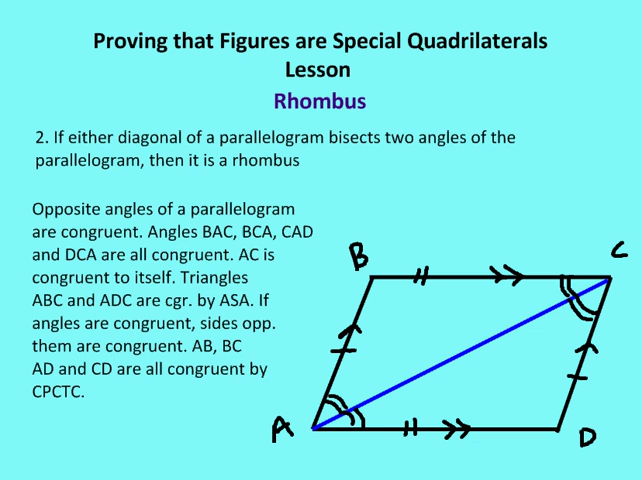 Proving that Figures are Special Quadrilaterals
Lesson
Rhombus
2. If either diagonal of a parallelogram bisects two angles of the
parallelogram, then it is a rhombus
Opposite angles of a parallelogram
are congruent. Angles BAC, BCA, CAD
and DCA are all congruent. AC is
congruent to itself. Triangles
ABC and ADC are cgr. by ASA. If
angles are congruent, sides opp.
them are congruent. AB, BC
AD and CD are all congruent by
CPCTC.
B
C
A
D